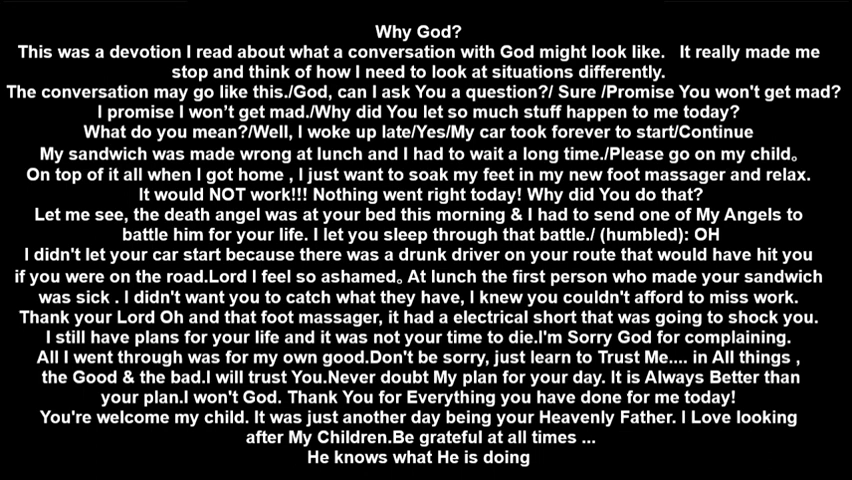 Why God?
This was a devotion I read about what a conversation with God might look like.   It really made me
stop and think of how I need to look at situations differently.
The conversation may go like this./God, can I ask You a question?/ Sure /Promise You won't get mad?
I promise I won’t get mad./Why did You let so much stuff happen to me today?
What do you mean?/Well, I woke up late/Yes/My car took forever to start/Continue
My sandwich was made wrong at lunch and I had to wait a long time./Please go on my child。
On top of it all when I got home , I just want to soak my feet in my new foot massager and relax.
It would NOT work!!! Nothing went right today! Why did You do that?
Let me see, the death angel was at your bed this morning & I had to send one of My Angels to
battle him for your life. I let you sleep through that battle./ (humbled): OH
I didn't let your car start because there was a drunk driver on your route that would have hit you
if you were on the road.Lord I feel so ashamed。At lunch the first person who made your sandwich
was sick . I didn't want you to catch what they have, I knew you couldn't afford to miss work.
Thank your Lord Oh and that foot massager, it had a electrical short that was going to shock you.
I still have plans for your life and it was not your time to die.I'm Sorry God for complaining.
All I went through was for my own good.Don't be sorry, just learn to Trust Me.... in All things ,
the Good & the bad.I will trust You.Never doubt My plan for your day. It is Always Better than
your plan.I won't God. Thank You for Everything you have done for me today!
You're welcome my child. It was just another day being your Heavenly Father. I Love looking
after My Children.Be grateful at all times ...
He knows what He is doing